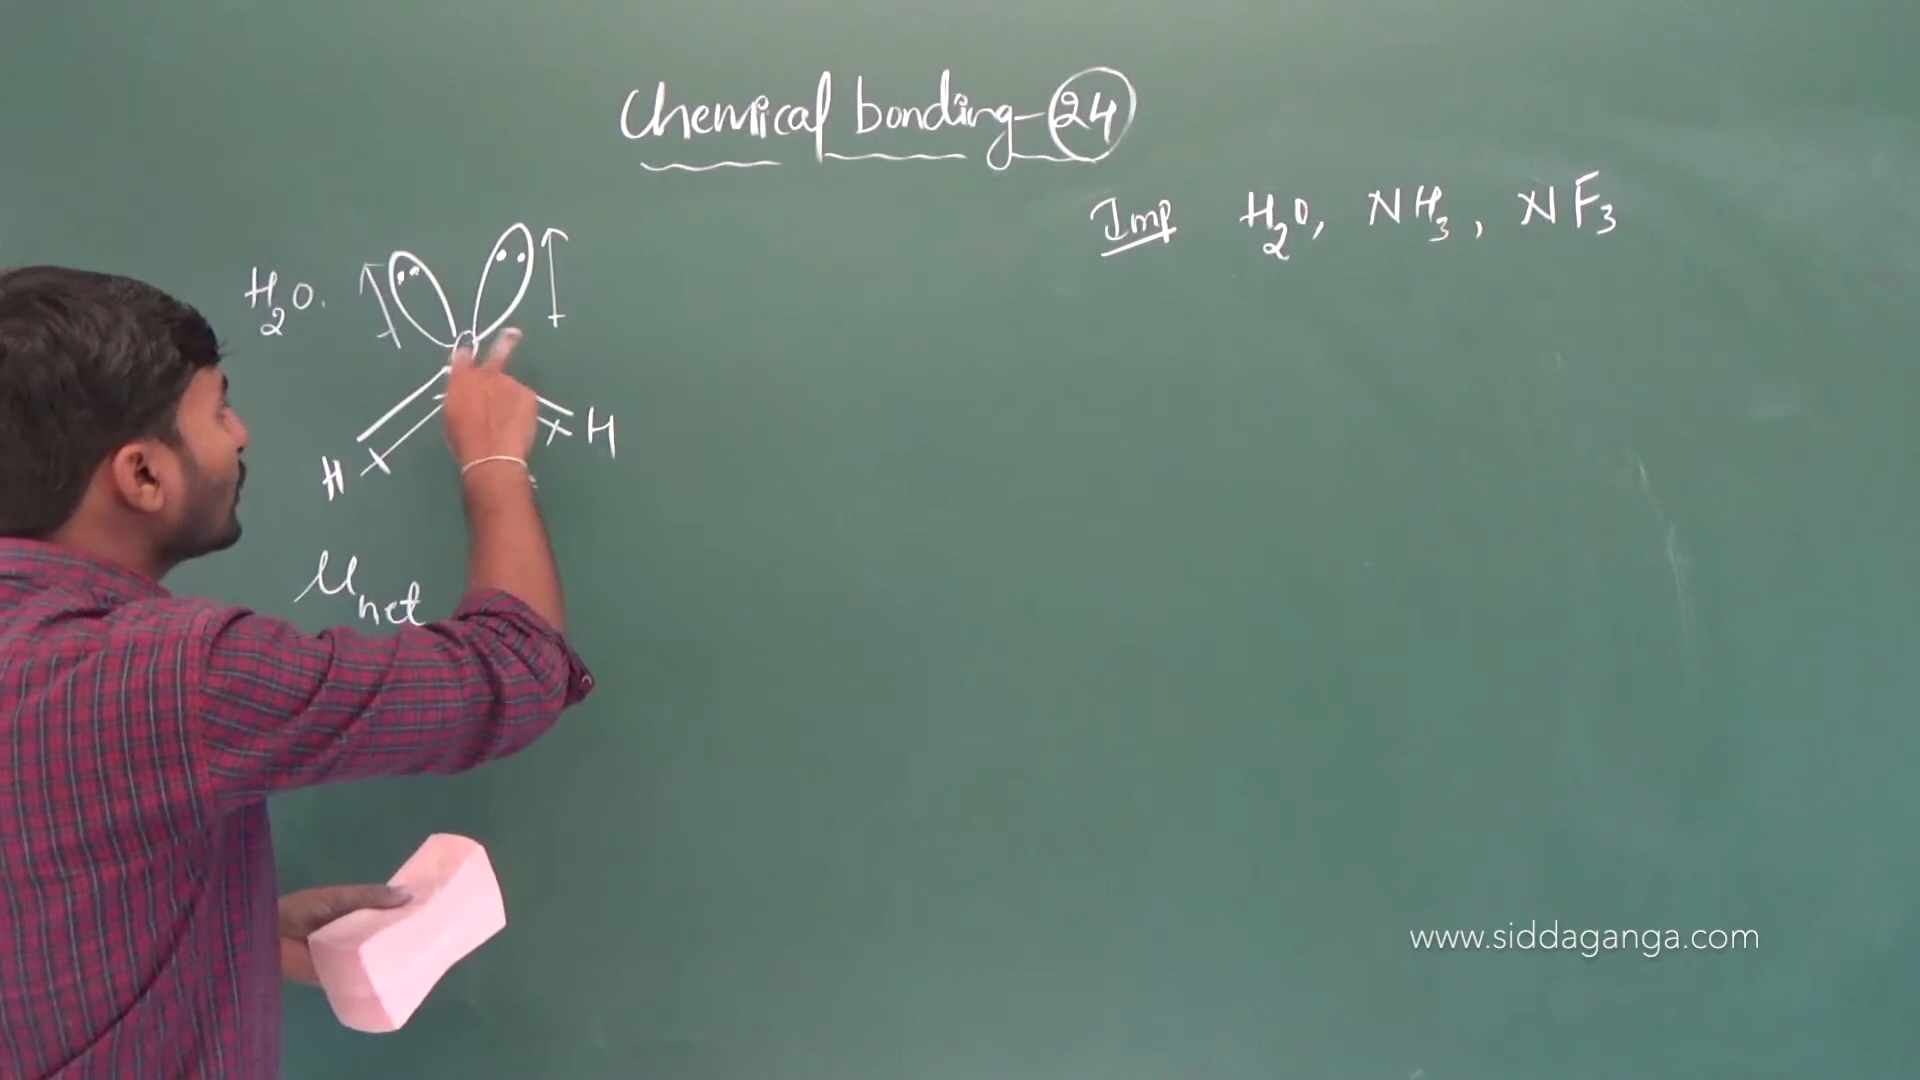 Chemical bonding-24
Imp H2O, NH3, NF3
H2O.
H
H
μnet
www.siddaganga.com